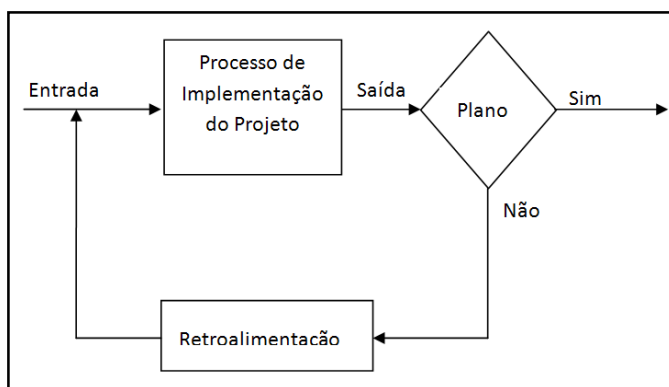 Entrada
Processo de
Implementação
do Projeto
Saída
Plano
Sim
Não
Retroalimentacão